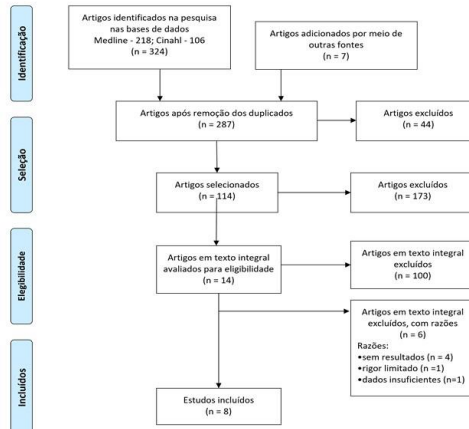 Identificação
Artigos identificados na pesquisa
nas bases de dados
Medline - 218; Cinahl - 106
(n = 324)
Artigos adicionados por meio de
outras fontes
(n = 7)
Artigos após remoção dos duplicados
(n = 287)
Artigos excluídos
(n = 44)
Seleção
Artigos selecionados
(n = 114)
Artigos excluídos
(n = 173)
Elegibilidade
Artigos em texto integral
avaliados para eligibilidade
(n = 14)
Artigos em texto integral
excluídos
(n = 100)
Artigos em texto integral
excluídos, com razões
(n = 6)
Razões:
•sem resultados (n = 4)
•rigor limitado (n =1)
•dados insuficientes (n=1)
Incluídos
Estudos incluídos
(n = 8)